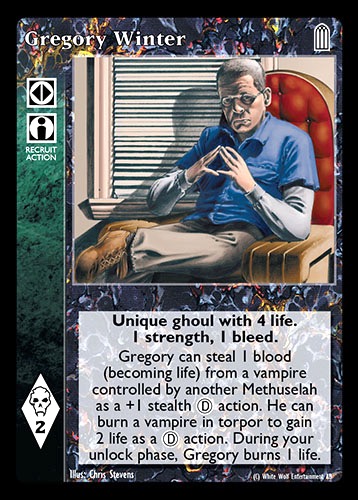 Gregory Winter
RECRUIT
ACTION
Unique ghoul with 4 life.
1 strength, 1 bleed.
Gregory can steal 1 blood
(becoming life) from a vampire
controlled by another Methuselah
as a +1 stealth Ⓓ action. He can
burn a vampire in torpor to gain
2 life as a Ⓓ action. During your
unlock phase, Gregory burns 1 life.
2
Illus: Chris Stevens
(C) White Wolf Entertainment AB